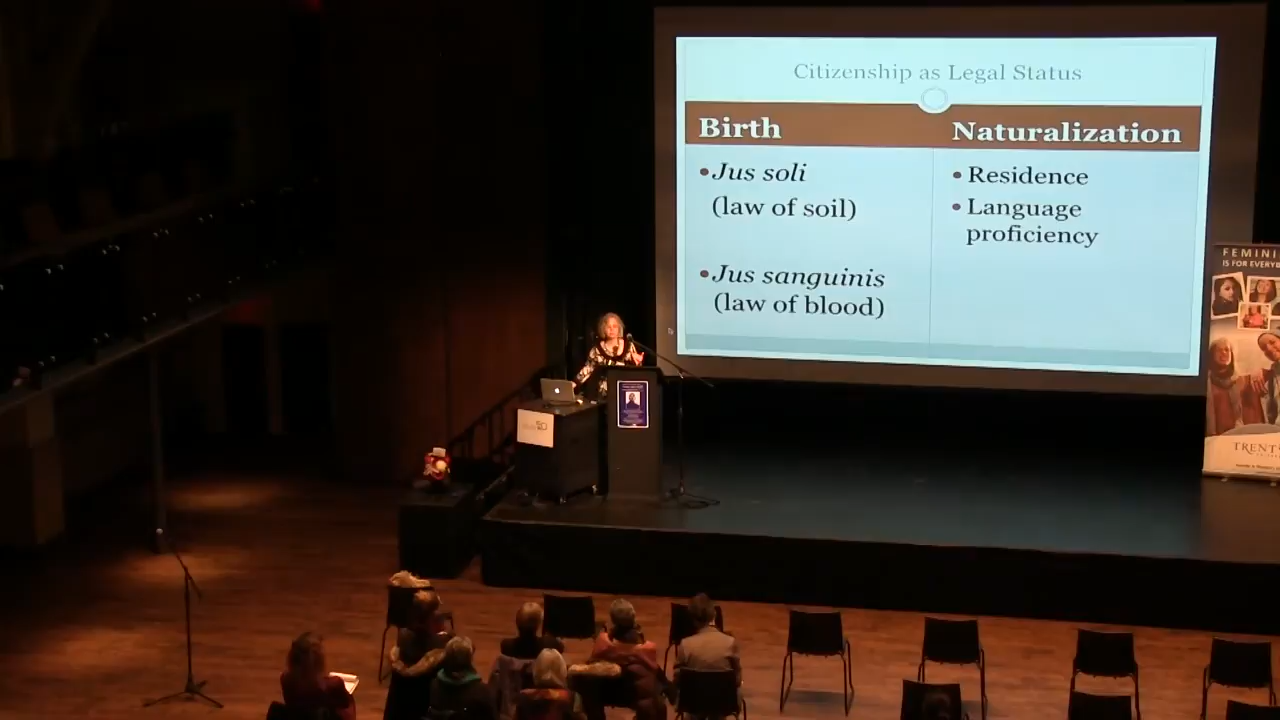 Citizenship as Legal Status
Birth
Naturalization
•Jus soli
(law of soil)
•Jus sanguinis
(law of blood)
• Residence
• Language
proficiency
FEMINI
IS FOR EVERYD
TRENT